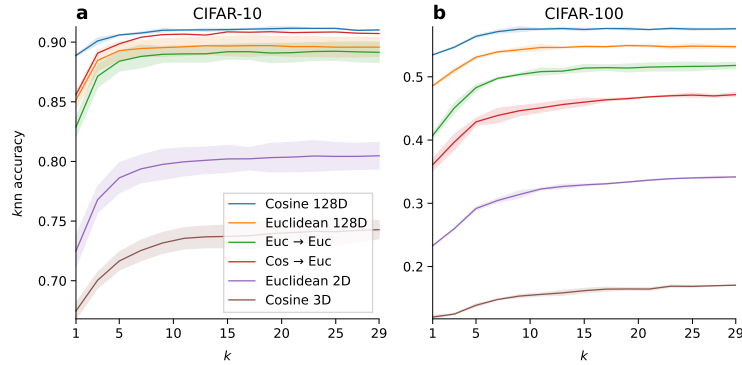 a
CIFAR-10
0.90
0.85
0.80
0.75
0.70
knn accuracy
Cosine 128D
Euclidean 128D
Euc → Euc
Cos → Euc
Euclidean 2D
Cosine 3D
1 5 10 15 20 25 29
k
b
CIFAR-100
0.5
0.4
0.3
0.2
1 5 10 15 20 25 29
k